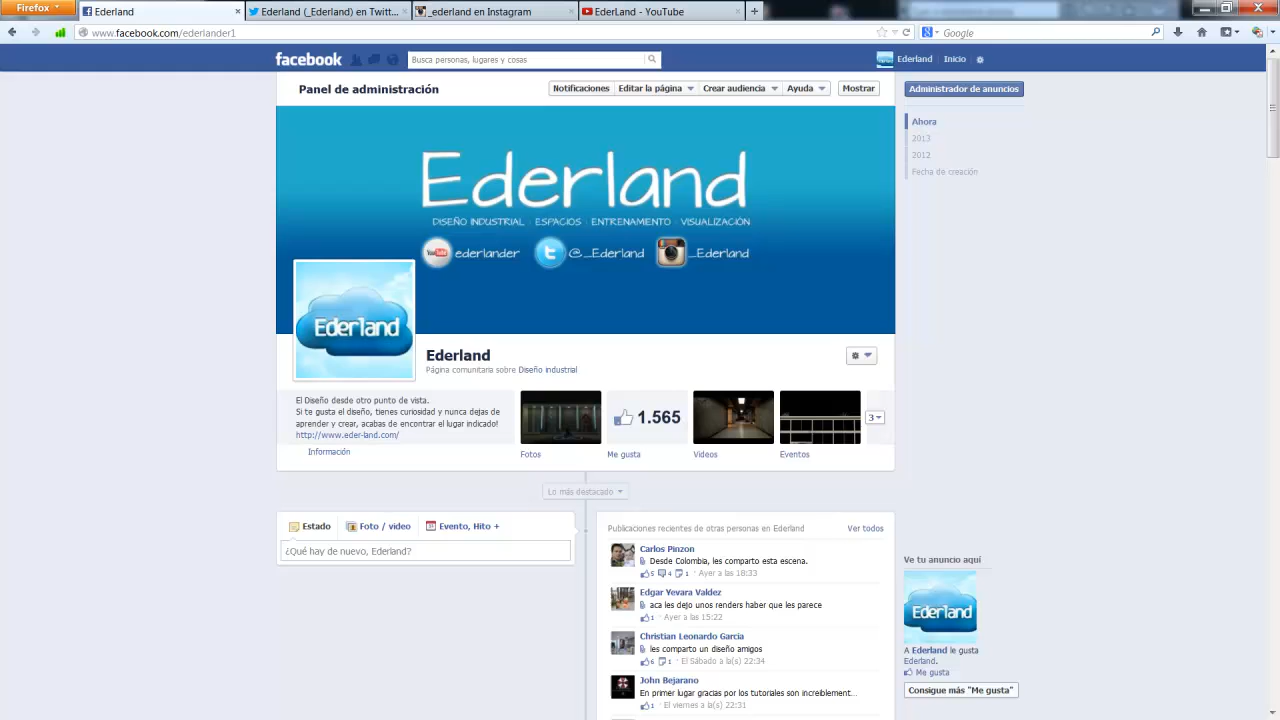 Firefox
Ederland
Ederland (_Ederland) en Twitt...
_ederland en Instagram
EderLand - YouTube
www.facebook.com/ederlander1
Google
facebook
Busca personas, lugares y cosas
Ederland
Inicio
Panel de administración
Notificaciones
Editar la página
Crear audiencia
Ayuda
Mostrar
Administrador de anuncios
Ahora
2013
2012
Fecha de creación
Ederland
DISEÑO INDUSTRIAL · ESPACIOS · ENTRENAMIENTO · VISUALIZACIÓN
You Tube
ederlander
@_Ederland
_Ederland
Ederland
Ederland
Página comunitaria sobre Diseño industrial
El Diseño desde otro punto de vista.
Si te gusta el diseño, tienes curiosidad y nunca dejas de
aprender y crear, acabas de encontrar el lugar indicado!
http://www.eder-land.com/
Información
1.565
3
Fotos
Me gusta
Videos
Eventos
Lo más destacado
Estado
Foto / video
Evento, Hito +
¿Qué hay de nuevo, Ederland?
Publicaciones recientes de otras personas en Ederland
Ver todos
Carlos Pinzon
Desde Colombia, les comparto esta escena.
5 4 1 · Ayer a las 18:33
Edgar Yevara Valdez
aca les dejo unos renders haber que les parece
1 · Ayer a las 15:22
Christian Leonardo Garcia
les comparto un diseño amigos
6 1 · El Sábado a la(s) 22:34
John Bejarano
En primer lugar gracias por los tutoriales son increiblement...
1 · El viernes a la(s) 22:31
Ve tu anuncio aquí
Ederland
A Ederland le gusta
Ederland.
Me gusta
Consigue más "Me gusta"